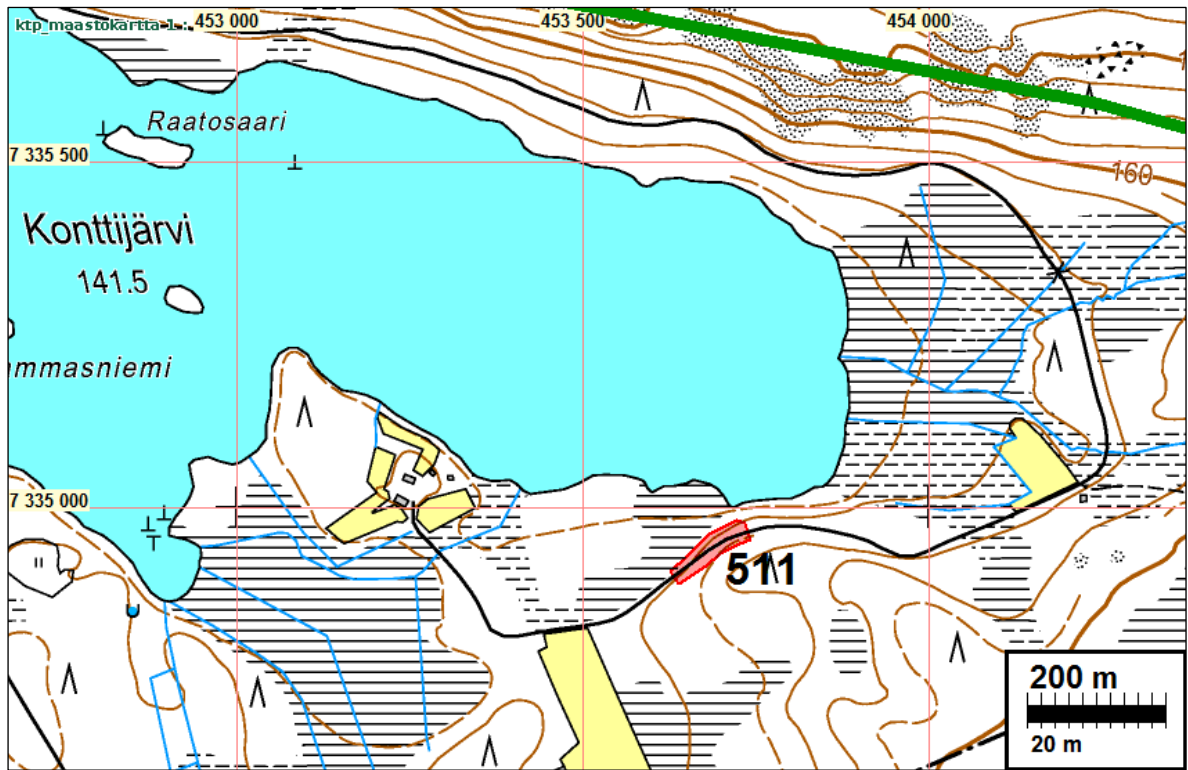 ktp_maastokartta 1 :
453 000
453 500
454 000
Raatosaari
7 335 500
160
Konttijärvi
141.5
ammasniemi
7 335 000
511
200 m
20 m